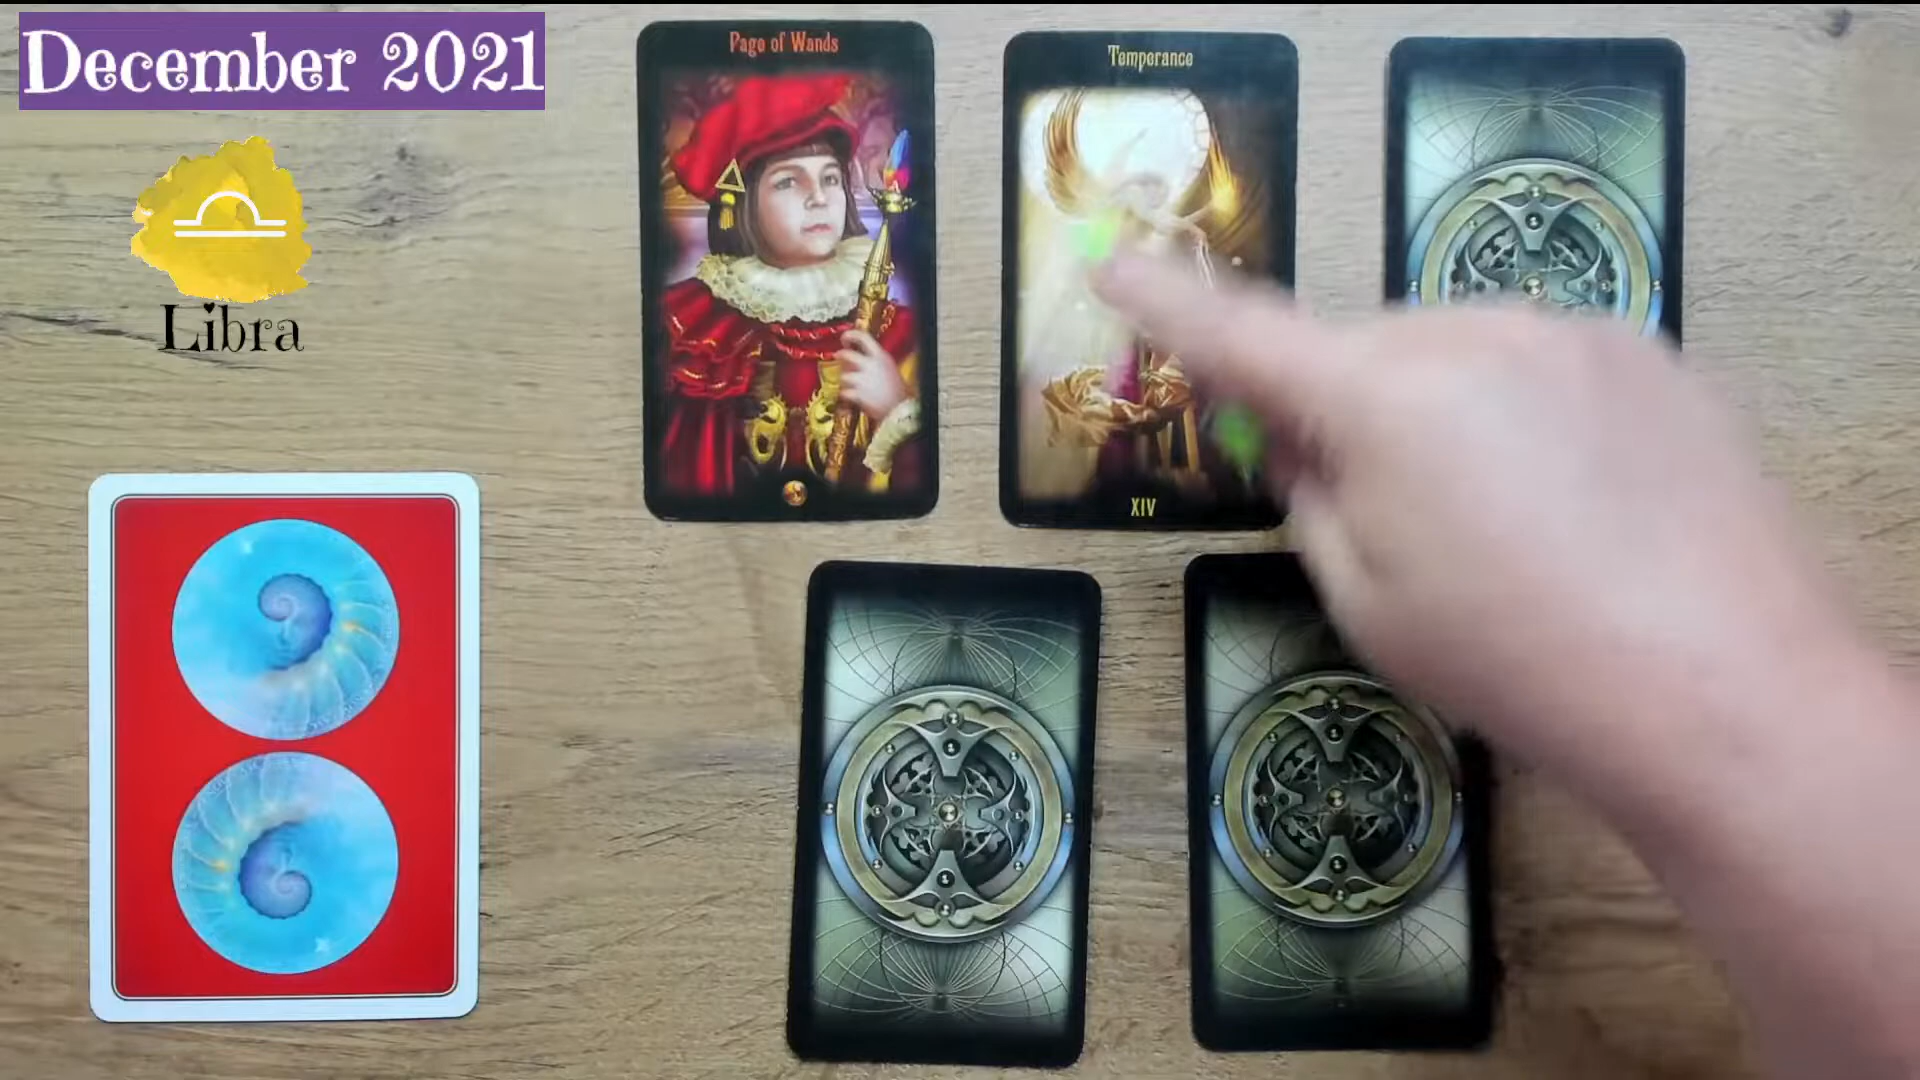 December 2021
Libra
Page of Wands
Temperance
XIV